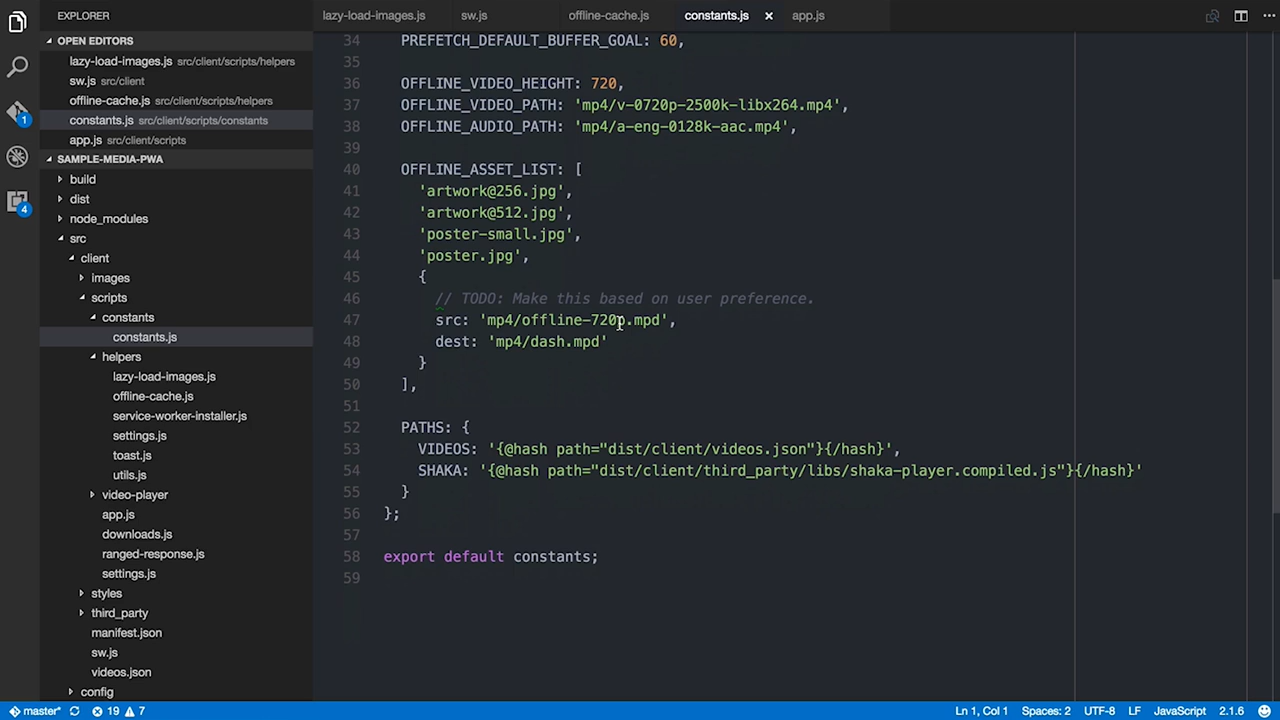 EXPLORER
OPEN EDITORS
lazy-load-images.js src/client/scripts/helpers
sw.js src/client
offline-cache.js src/client/scripts/helpers
constants.js src/client/scripts/constants
app.js src/client/scripts
SAMPLE-MEDIA-PWA
build
dist
node_modules
src
client
images
scripts
constants
constants.js
helpers
lazy-load-images.js
offline-cache.js
service-worker-installer.js
settings.js
toast.js
utils.js
video-player
app.js
downloads.js
ranged-response.js
settings.js
styles
third_party
manifest.json
sw.js
videos.json
config
1
4
lazy-load-images.js sw.js offline-cache.js constants.js × app.js
34 PREFETCH_DEFAULT_BUFFER_GOAL: 60,
35
36 OFFLINE_VIDEO_HEIGHT: 720,
37 OFFLINE_VIDEO_PATH: 'mp4/v-0720p-2500k-libx264.mp4',
38 OFFLINE_AUDIO_PATH: 'mp4/a-eng-0128k-aac.mp4',
39
40 OFFLINE_ASSET_LIST: [
41 'artwork@256.jpg',
42 'artwork@512.jpg',
43 'poster-small.jpg',
44 'poster.jpg',
45 {
46 // TODO: Make this based on user preference.
47 src: 'mp4/offline-720p.mpd',
48 dest: 'mp4/dash.mpd'
49 }
50 ],
51
52 PATHS: {
53 VIDEOS: '{@hash path="dist/client/videos.json"}{/hash}',
54 SHAKA: '{@hash path="dist/client/third_party/libs/shaka-player.compiled.js"}{/hash}'
55 }
56 };
57
58 export default constants;
59
master* 19 7 Ln 1, Col 1 Spaces: 2 UTF-8 LF JavaScript 2.1.6